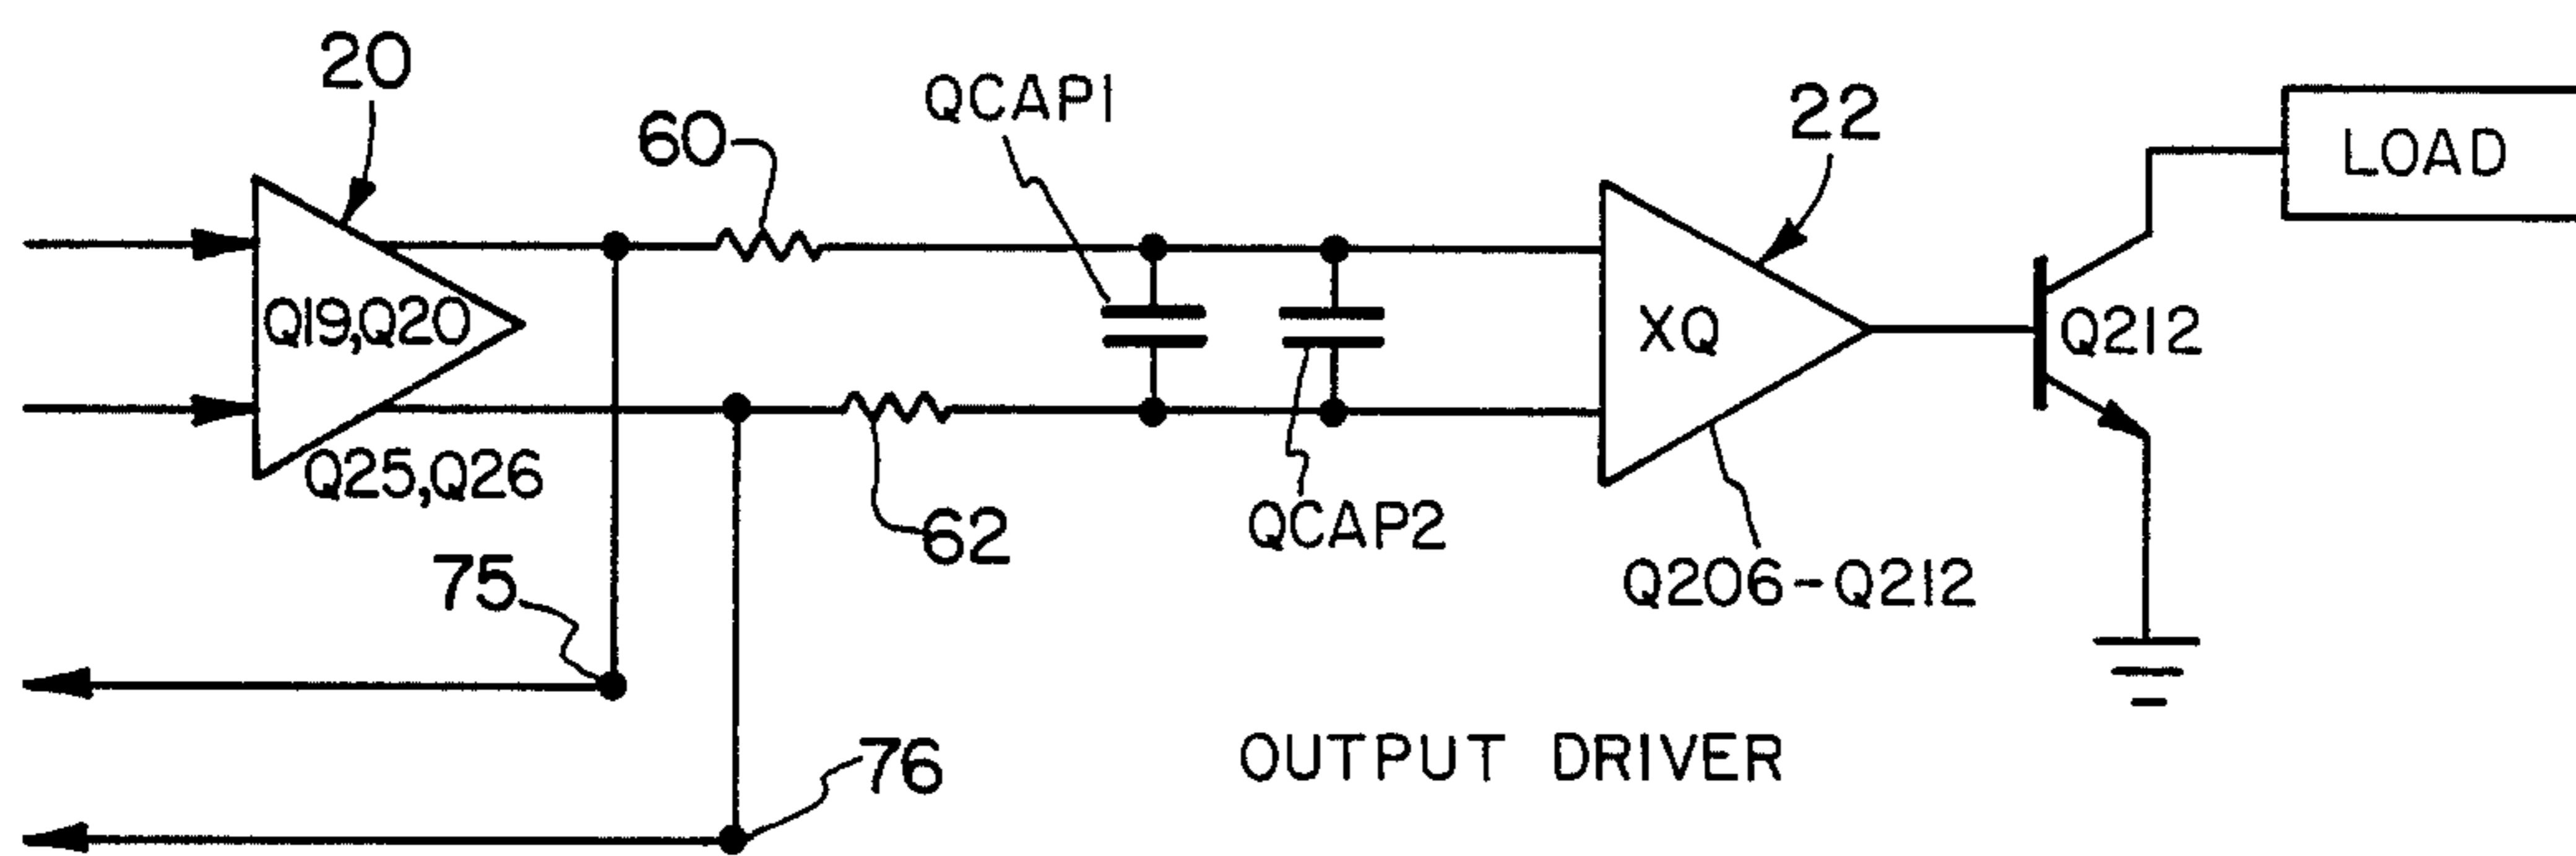 20
QCAP1
60
22
LOAD
Q19,Q20
XQ
Q212
Q25,Q26
62
QCAP2
75
Q206-Q212
76
OUTPUT DRIVER